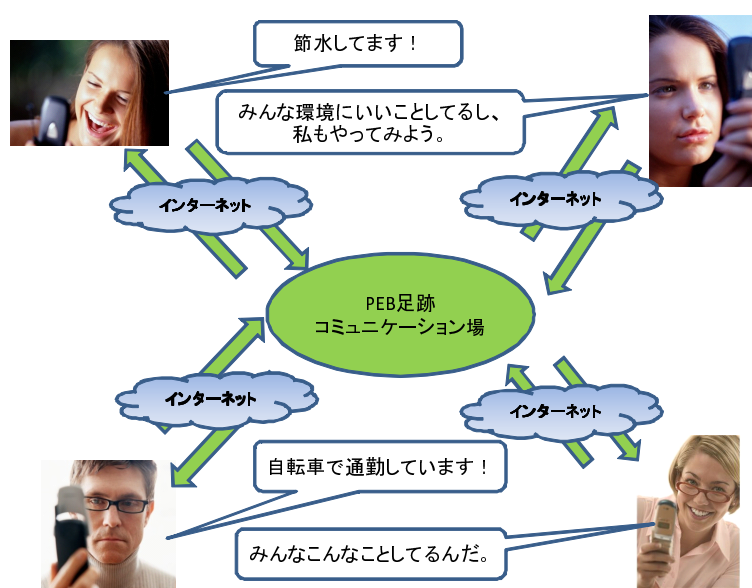 節水してます！
みんな環境にいいことしてるし、
私もやってみよう。
インターネット
インターネット
PEB足跡
コミュニケーション場
インターネット
インターネット
自転車で通勤しています！
みんなこんなことしてるんだ。